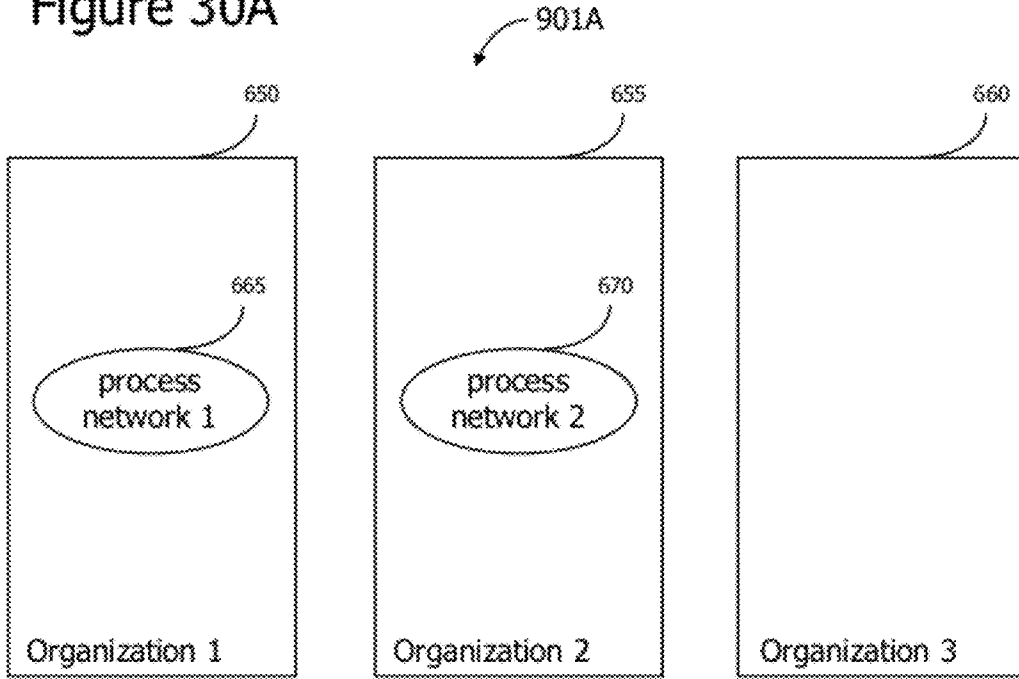 Figure 30A
901A
650
655
660
665
670
process
network 1
process
network 2
Organization 1
Organization 2
Organization 3